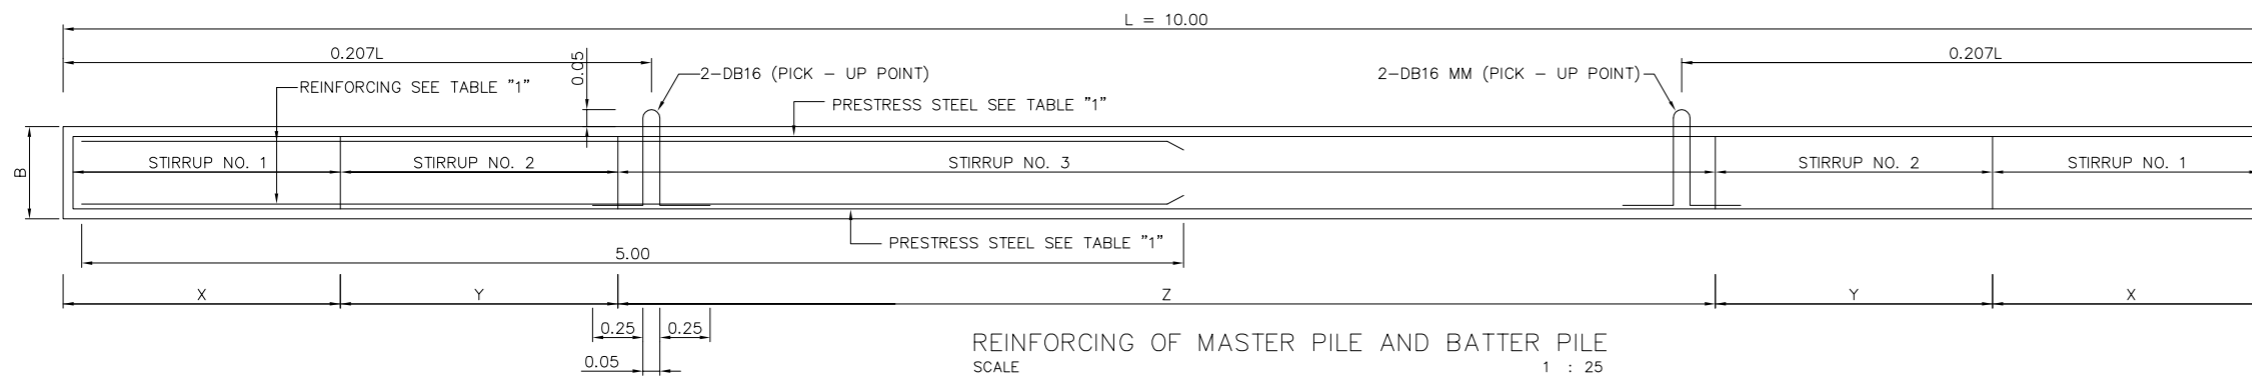 L = 10.00
0.207L
0.207L
0.05
2-DB16 (PICK - UP POINT)
2-DB16 MM (PICK - UP POINT)
REINFORCING SEE TABLE "1"
PRESTRESS STEEL SEE TABLE "1"
B
STIRRUP NO. 1
STIRRUP NO. 2
STIRRUP NO. 3
STIRRUP NO. 2
STIRRUP NO. 1
PRESTRESS STEEL SEE TABLE "1"
5.00
X
Y
Z
Y
X
0.25
0.25
0.05
REINFORCING OF MASTER PILE AND BATTER PILE
SCALE 1 : 25